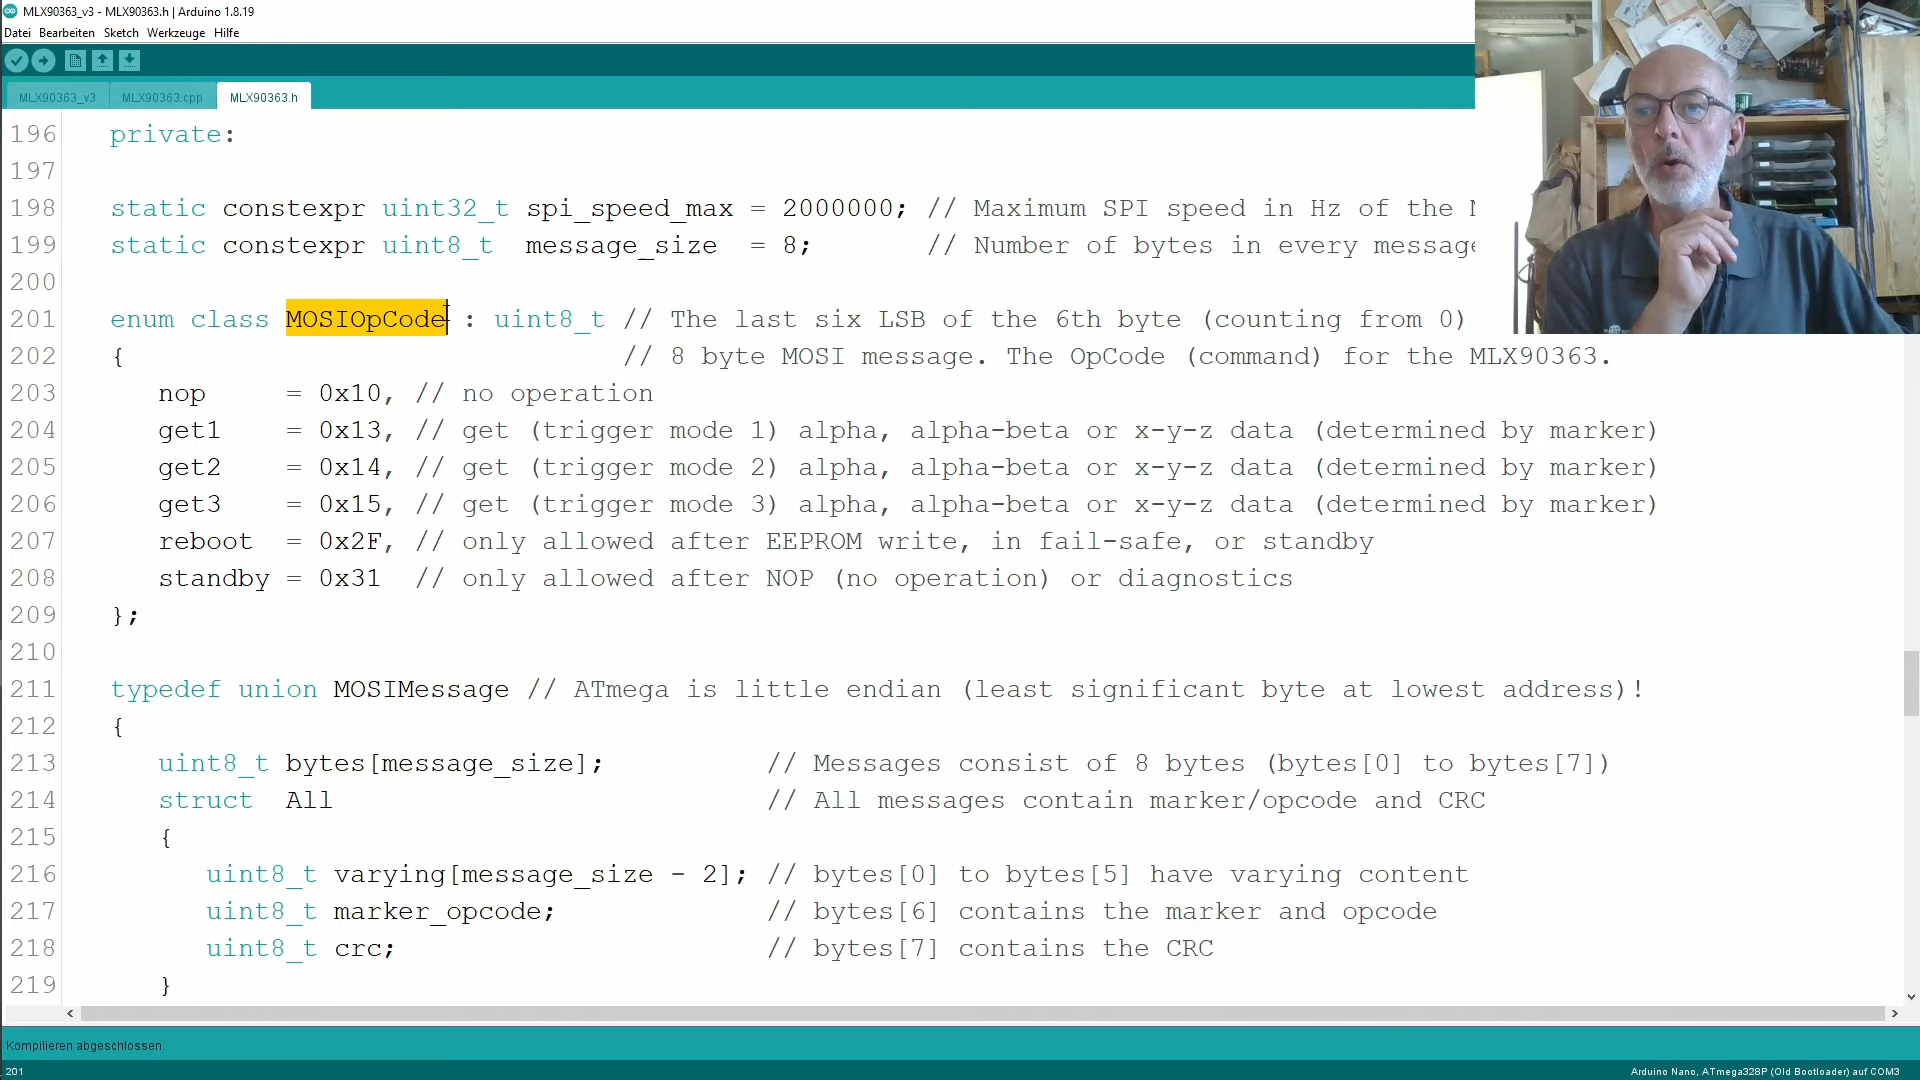 MLX90363_v3 - MLX90363.h | Arduino 1.8.19
Datei Bearbeiten Sketch Werkzeuge Hilfe
MLX90363_v3 MLX90363.cpp MLX90363.h
196 private:
197
198 static constexpr uint32_t spi_speed_max = 2000000; // Maximum SPI speed in Hz of the
199 static constexpr uint8_t message_size = 8; // Number of bytes in every message
200
201 enum class MOSIOpCode : uint8_t // The last six LSB of the 6th byte (counting from 0)
202 { // 8 byte MOSI message. The OpCode (command) for the MLX90363.
203 nop = 0x10, // no operation
204 get1 = 0x13, // get (trigger mode 1) alpha, alpha-beta or x-y-z data (determined by marker)
205 get2 = 0x14, // get (trigger mode 2) alpha, alpha-beta or x-y-z data (determined by marker)
206 get3 = 0x15, // get (trigger mode 3) alpha, alpha-beta or x-y-z data (determined by marker)
207 reboot = 0x2F, // only allowed after EEPROM write, in fail-safe, or standby
208 standby = 0x31 // only allowed after NOP (no operation) or diagnostics
209 };
210
211 typedef union MOSIMessage // ATmega is little endian (least significant byte at lowest address)!
212 {
213 uint8_t bytes[message_size]; // Messages consist of 8 bytes (bytes[0] to bytes[7])
214 struct All // All messages contain marker/opcode and CRC
215 {
216 uint8_t varying[message_size - 2]; // bytes[0] to bytes[5] have varying content
217 uint8_t marker_opcode; // bytes[6] contains the marker and opcode
218 uint8_t crc; // bytes[7] contains the CRC
219 }
Kompilieren abgeschlossen.
201 Arduino Nano, ATmega328P (Old Bootloader) auf COM3